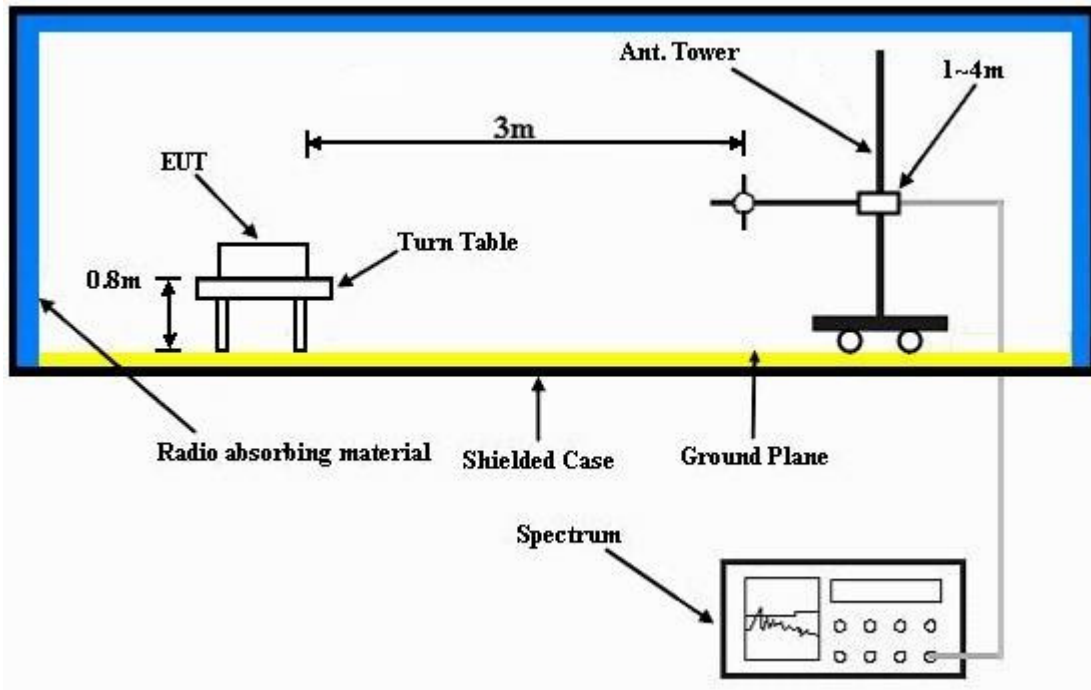 Ant. Tower
1~4m
3m
EUT
Turn Table
0.8m
Radio absorbing material
Shielded Case
Ground Plane
Spectrum